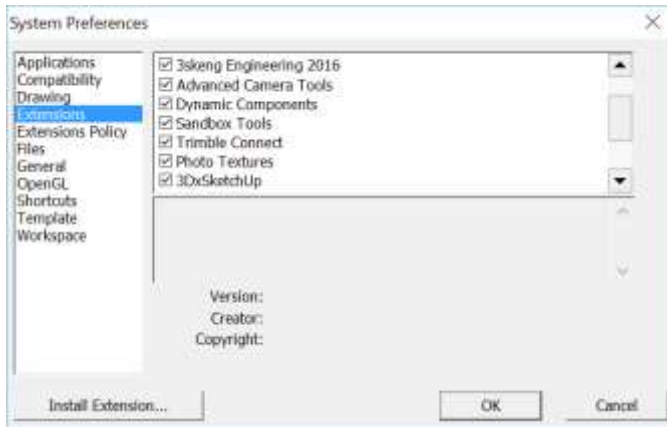 System Preferences
Applications
Compatibility
Drawing
Extensions
Extensions Policy
Files
General
OpenGL
Shortcuts
Template
Workspace
3skeng Engineering 2016
Advanced Camera Tools
Dynamic Components
Sandbox Tools
Trimble Connect
Photo Textures
3DxSketchUp
Version:
Creator:
Copyright:
Install Extension...
OK
Cancel